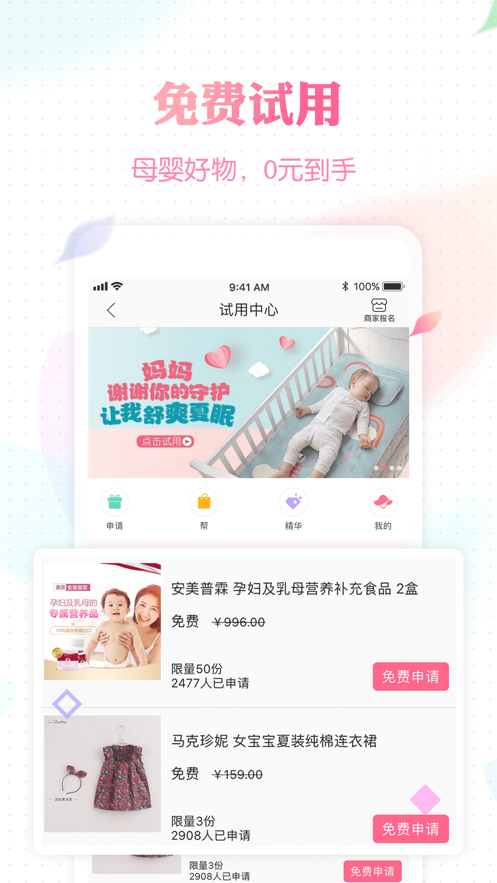 免费试用
母婴好物，0元到手
9:41 AM
100%
试用中心
商家报名
妈妈
谢谢你的守护
让我舒爽夏眠
点击试用
申请
帮
精华
我的
美国 安美普霖
孕妇及乳母的
专属营养品
安美普霖 孕妇及乳母营养补充食品 2盒
免费 ￥996.00
限量50份
2477人已申请
免费申请
马克珍妮 女宝宝夏装纯棉连衣裙
免费 ￥159.00
限量3份
2908人已申请
免费申请
限量3份
2908人已申请
免费申请